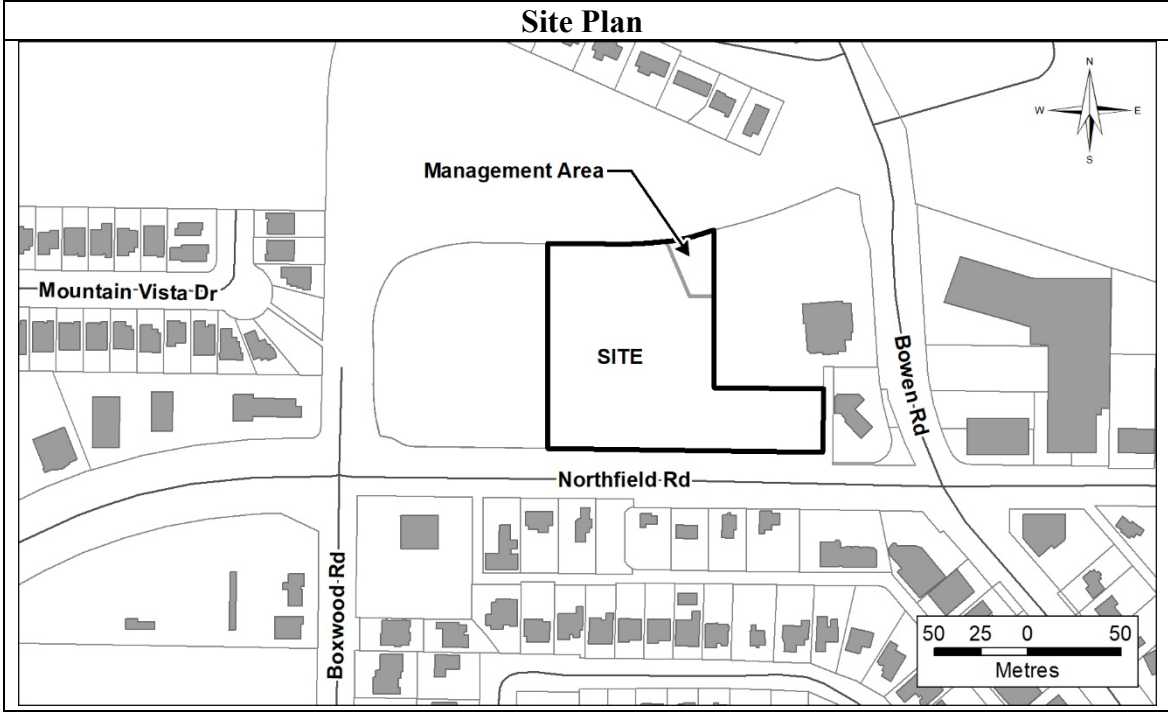 Site Plan
N
W E
S
Management Area
Mountain Vista Dr
SITE
Bowen Rd
Northfield Rd
Boxwood Rd
50 25 0 50
Metres